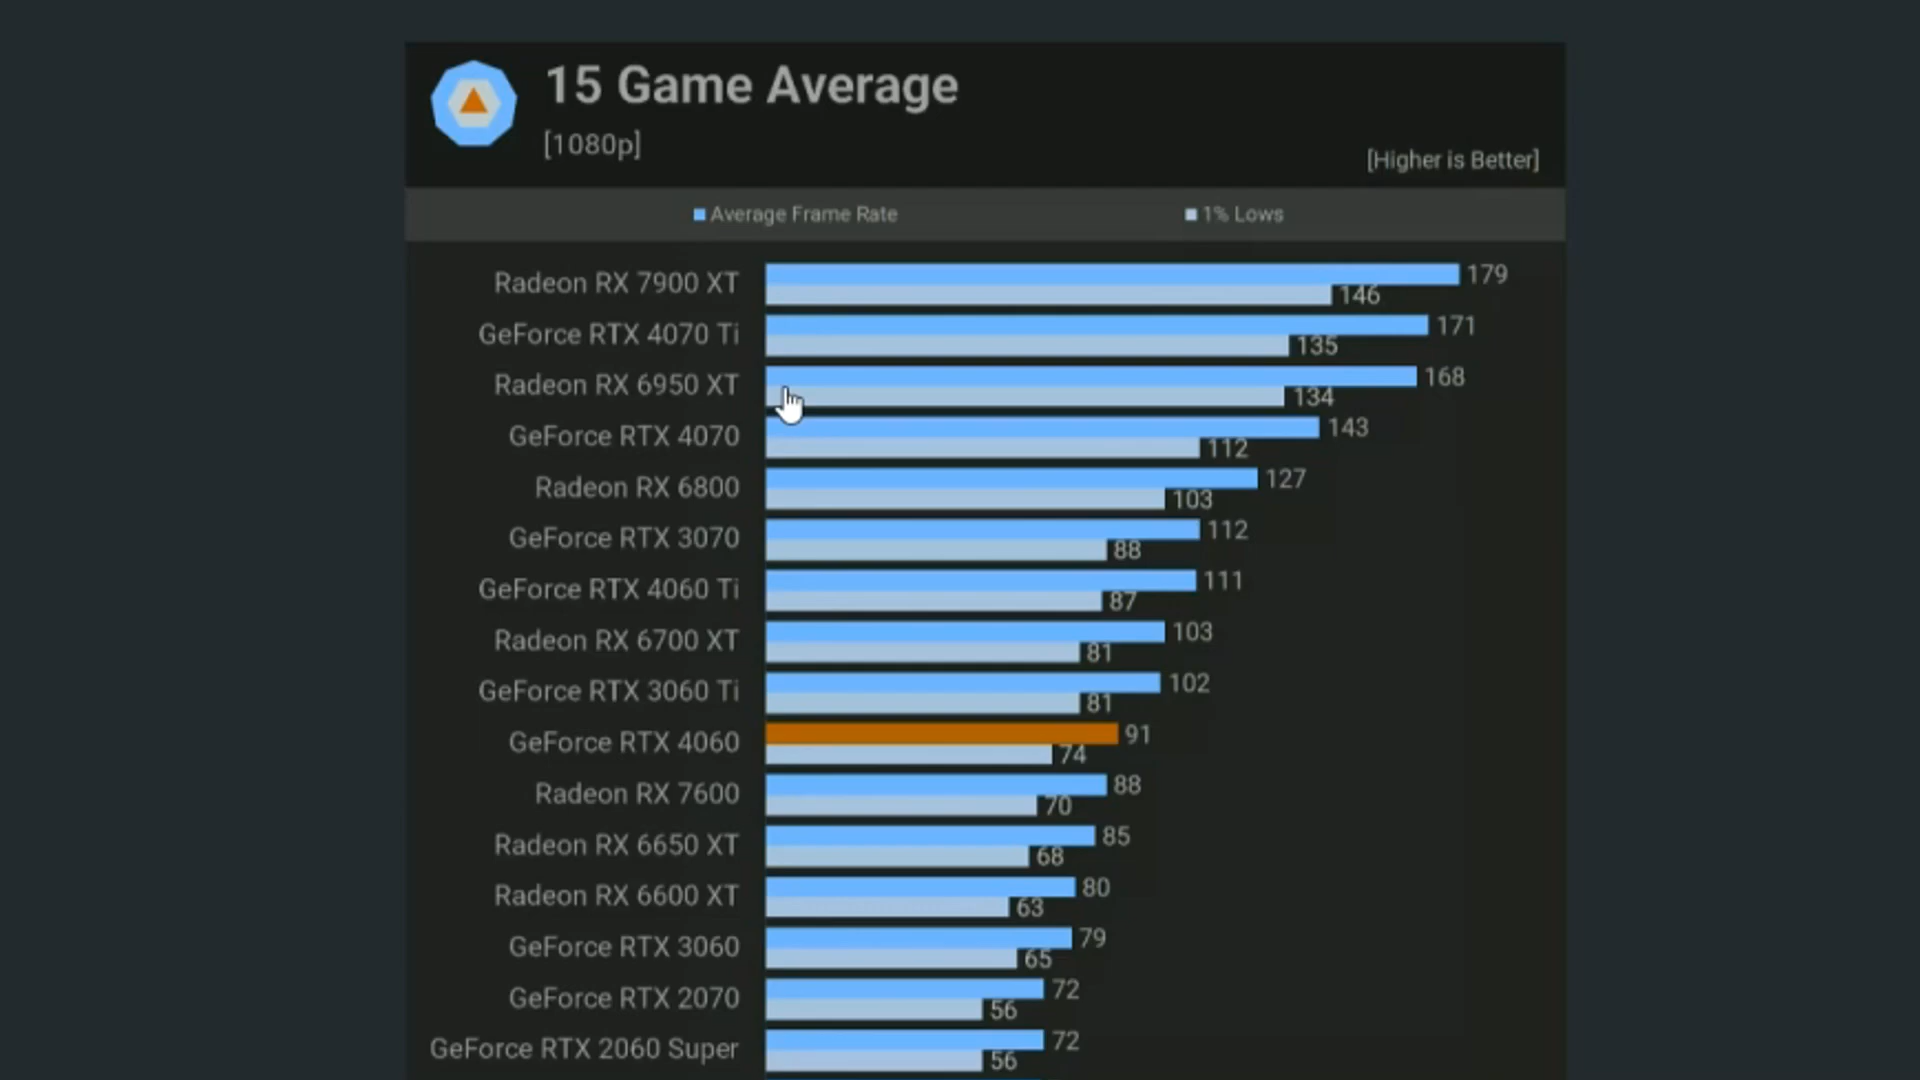 15 Game Average
[1080p]
[Higher is Better]
Average Frame Rate 1% Lows
Radeon RX 7900 XT 179
146
GeForce RTX 4070 Ti 171
135
Radeon RX 6950 XT 168
134
GeForce RTX 4070 143
112
Radeon RX 6800 127
103
GeForce RTX 3070 112
88
GeForce RTX 4060 Ti 111
87
Radeon RX 6700 XT 103
81
GeForce RTX 3060 Ti 102
81
GeForce RTX 4060 91
74
Radeon RX 7600 88
70
Radeon RX 6650 XT 85
68
Radeon RX 6600 XT 80
63
GeForce RTX 3060 79
65
GeForce RTX 2070 72
56
GeForce RTX 2060 Super 72
56